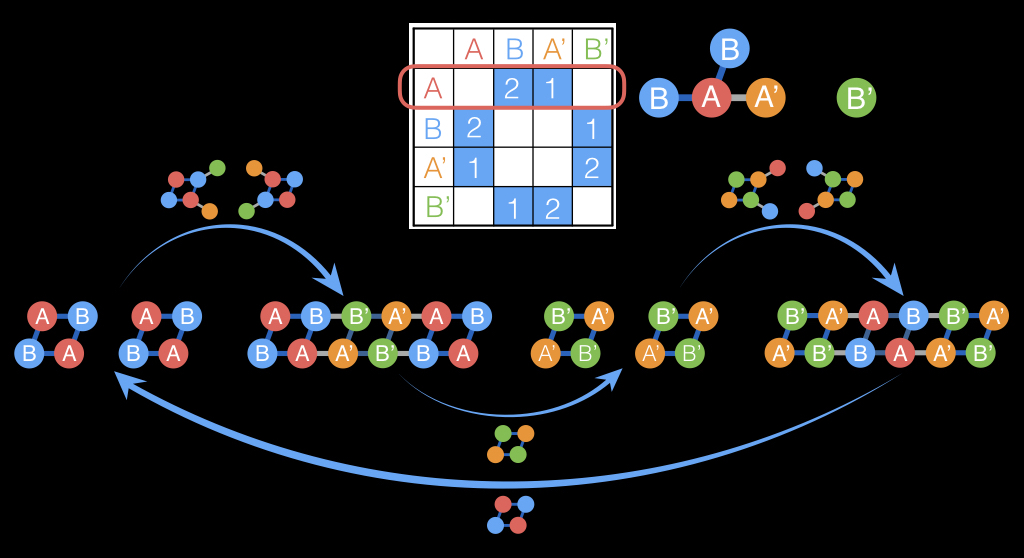 A B A’ B’
A 2 1
B 2 1
A’ 1 2
B’ 1 2
B
B A A’ B’
A B A B A B B’ A’ A B B’ A’ B’ A’ B’ A’ A B B’ A’
B A B A B A A’ B’ B A A’ B’ A’ B’ A’ B’ B A A’ B’